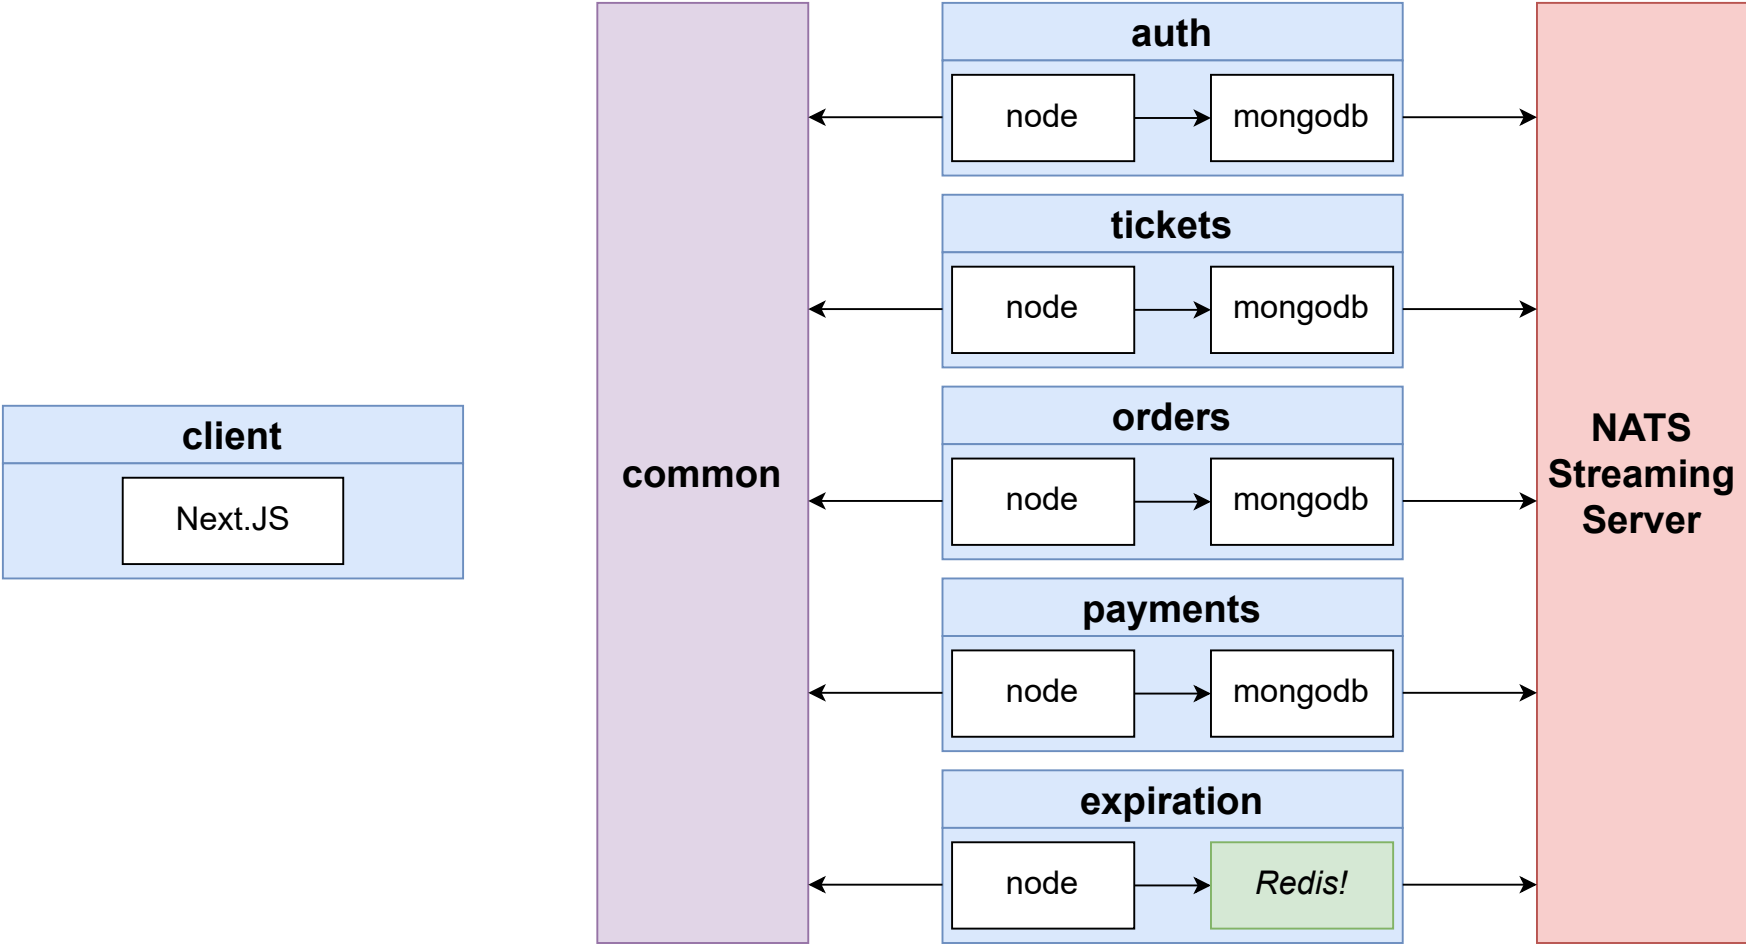 auth
node
mongodb
tickets
node
mongodb
client
Next.JS
common
orders
node
mongodb
NATS
Streaming
Server
payments
node
mongodb
expiration
node
Redis!